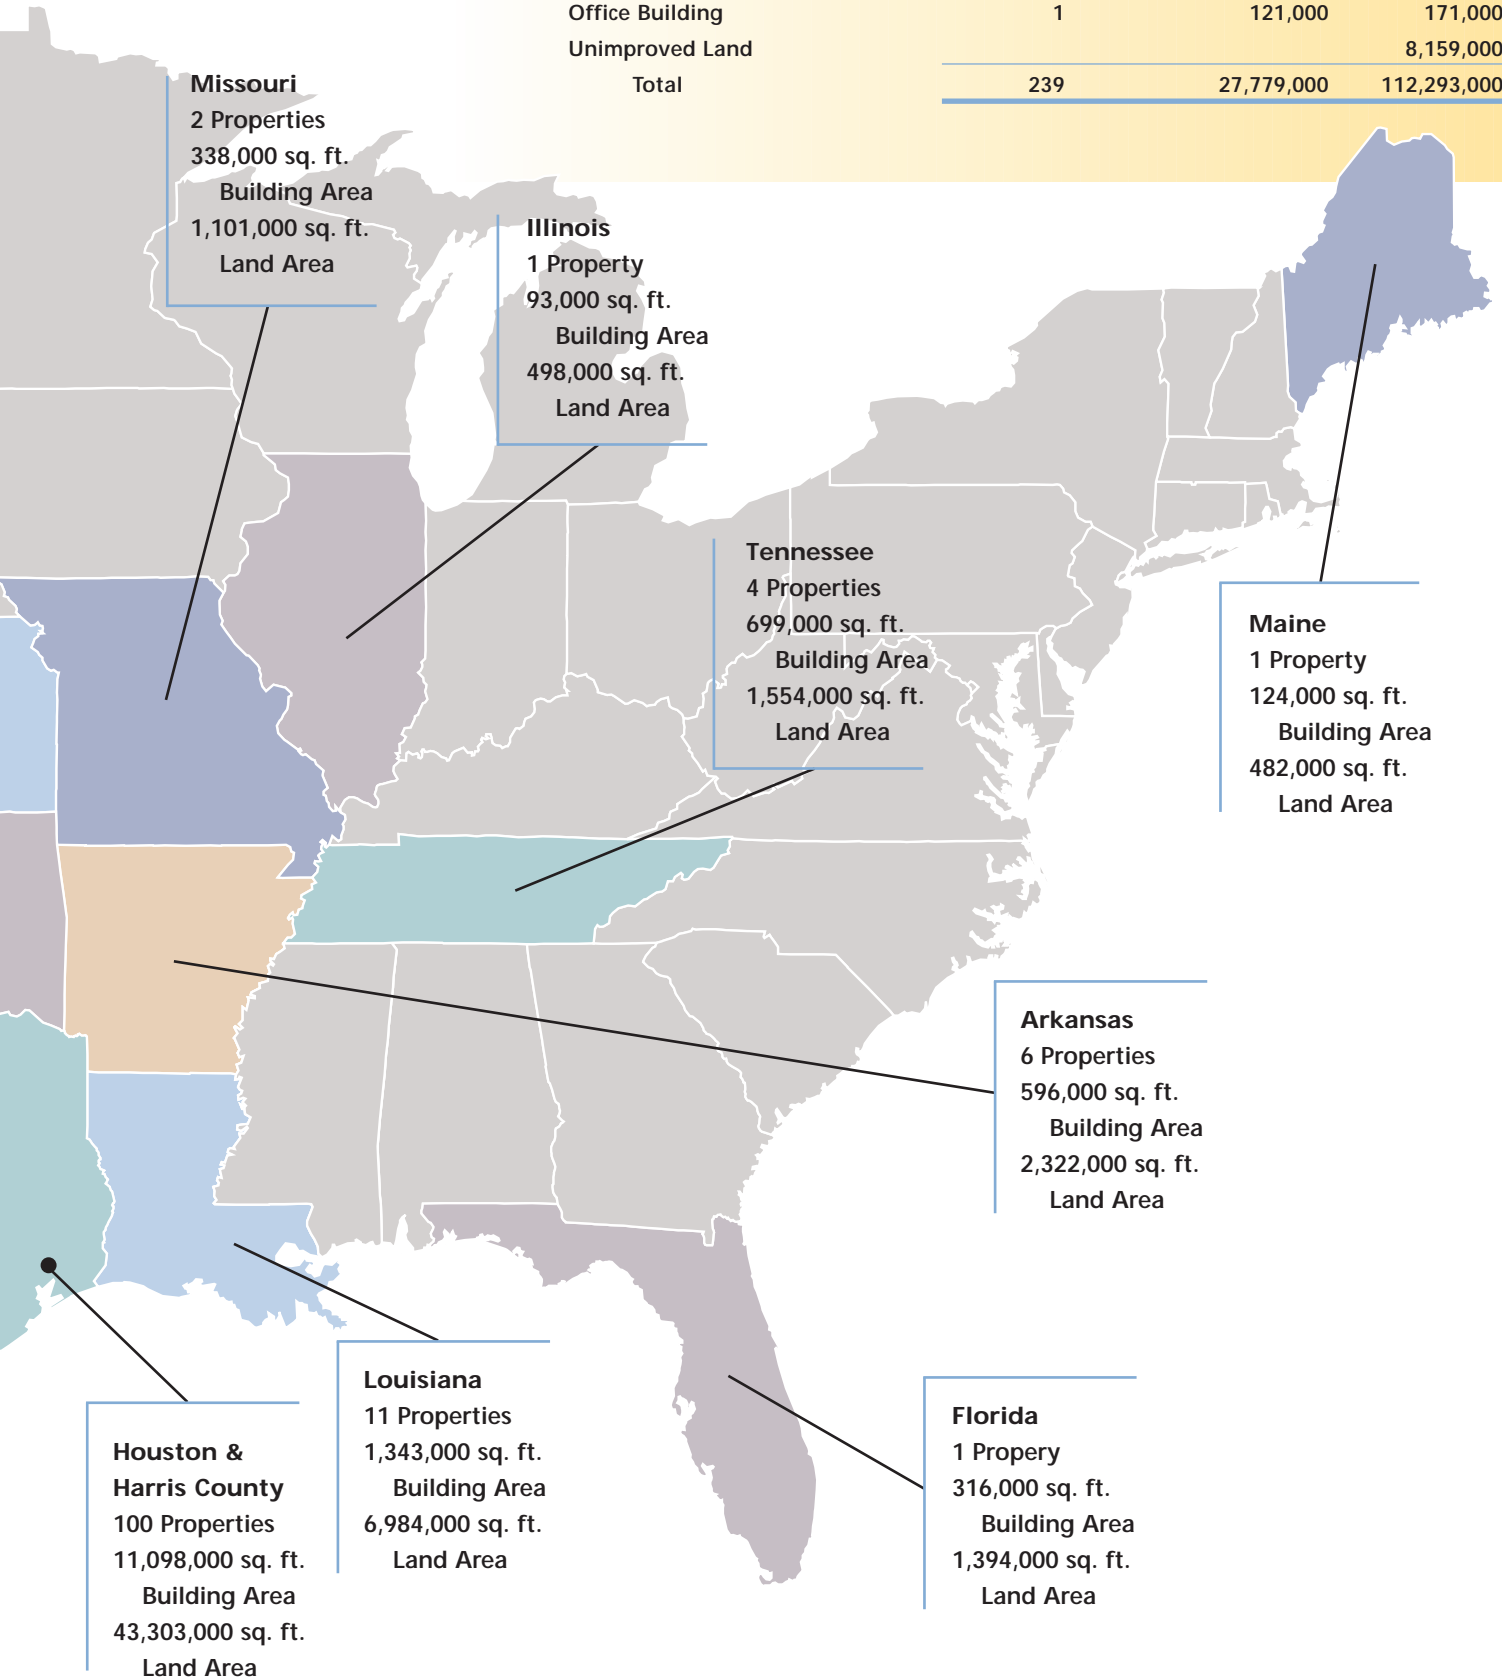 Office Building 1 121,000 171,000
Unimproved Land 8,159,000
Total 239 27,779,000 112,293,000
Missouri
2 Properties
338,000 sq. ft.
Building Area
1,101,000 sq. ft.
Land Area
Illinois
1 Property
93,000 sq. ft.
Building Area
498,000 sq. ft.
Land Area
Tennessee
4 Properties
699,000 sq. ft.
Building Area
1,554,000 sq. ft.
Land Area
Maine
1 Property
124,000 sq. ft.
Building Area
482,000 sq. ft.
Land Area
Arkansas
6 Properties
596,000 sq. ft.
Building Area
2,322,000 sq. ft.
Land Area
Louisiana
11 Properties
1,343,000 sq. ft.
Building Area
6,984,000 sq. ft.
Land Area
Houston &
Harris County
100 Properties
11,098,000 sq. ft.
Building Area
43,303,000 sq. ft.
Land Area
Florida
1 Propery
316,000 sq. ft.
Building Area
1,394,000 sq. ft.
Land Area